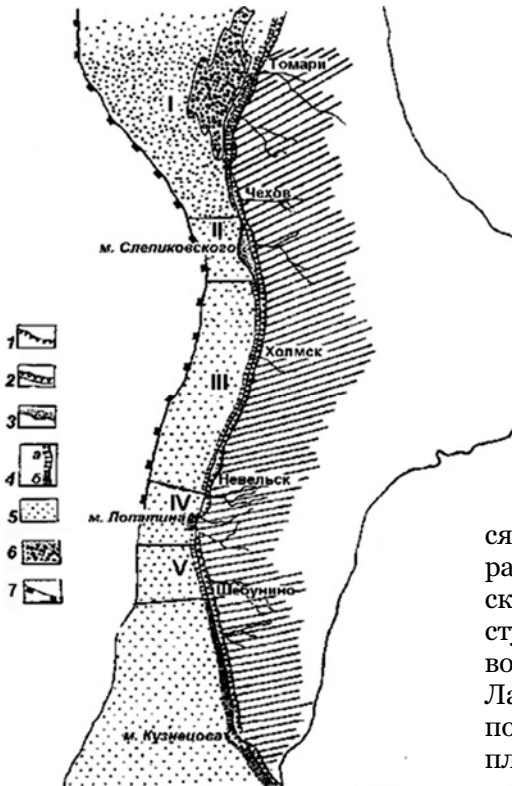 Томари
I
Чехов
II
м. Слепиковского
1
2
3
4
а
б
5
6
7
Холмск
III
Невельск
IV
м. Лопатина
V
Шебунино
м. Кузнецова
ся
ра
ск
сту
во
Ла
по
пл